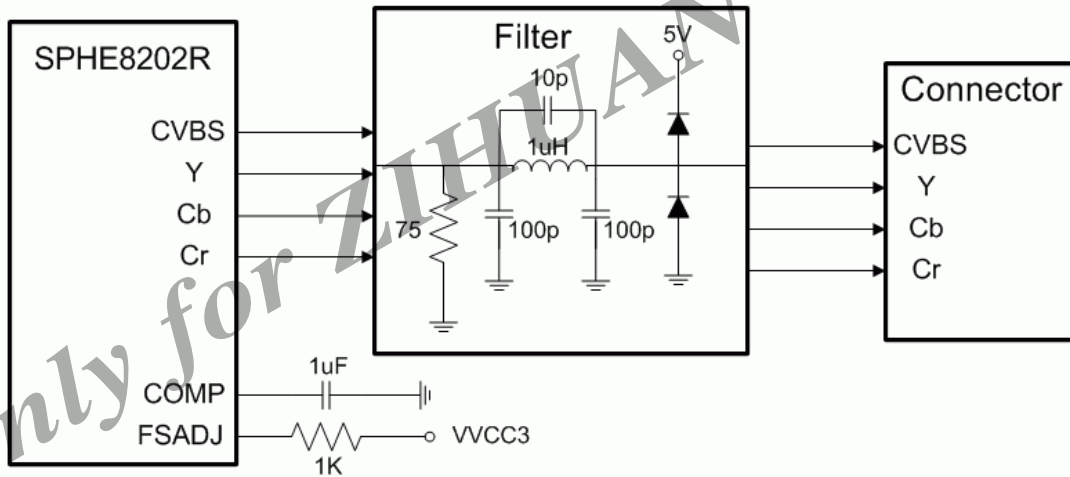 SPHE8202R
CVBS
Y
Cb
Cr
COMP
FSADJ
Filter
10p
1uH
75
100p
100p
5V
Connector
CVBS
Y
Cb
Cr
1uF
1K
VVCC3
nly for ZIHUAN